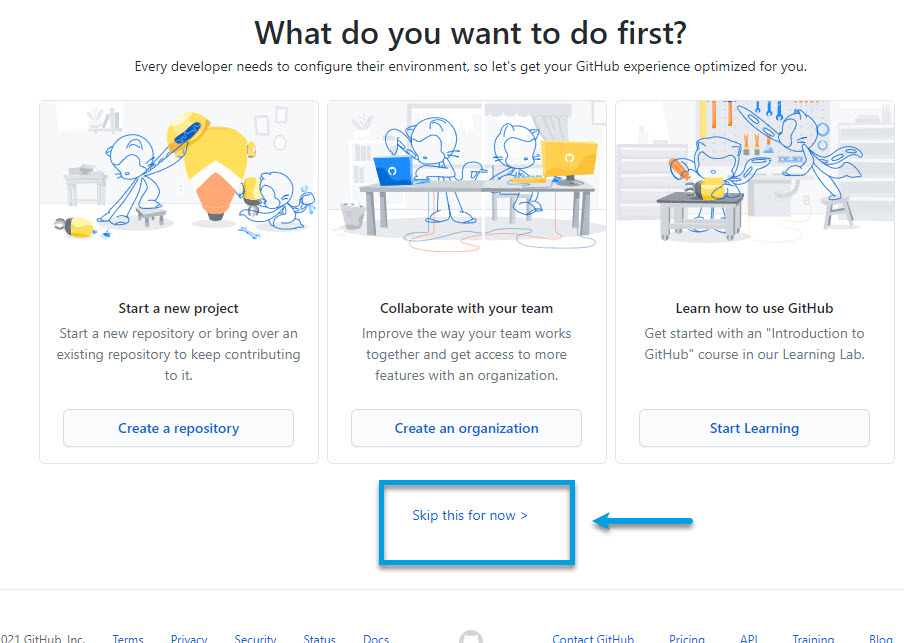 What do you want to do first?
Every developer needs to configure their environment, so let's get your GitHub experience optimized for you.
Start a new project
Start a new repository or bring over an
existing repository to keep contributing
to it.
Create a repository
Collaborate with your team
Improve the way your team works
together and get access to more
features with an organization.
Create an organization
Learn how to use GitHub
Get started with an "Introduction to
GitHub" course in our Learning Lab.
Start Learning
Skip this for now >
021 GitHub, Inc. Terms Privacy Security Status Docs Contact GitHub Pricing API Training Blog